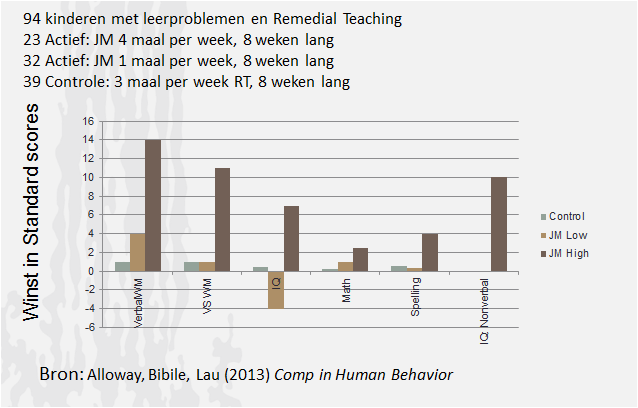 94 kinderen met leerproblemen en Remedial Teaching
23 Actief: JM 4 maal per week, 8 weken lang
32 Actief: JM 1 maal per week, 8 weken lang
39 Controle: 3 maal per week RT, 8 weken lang
Winst in Standard scores
16
14
12
10
8
6
4
2
0
-2
-4
-6
VerbalWM
VS WM
IQ
Math
Spelling
IQ: Nonverbal
Control
JM Low
JM High
Bron: Alloway, Bibile, Lau (2013) Comp in Human Behavior